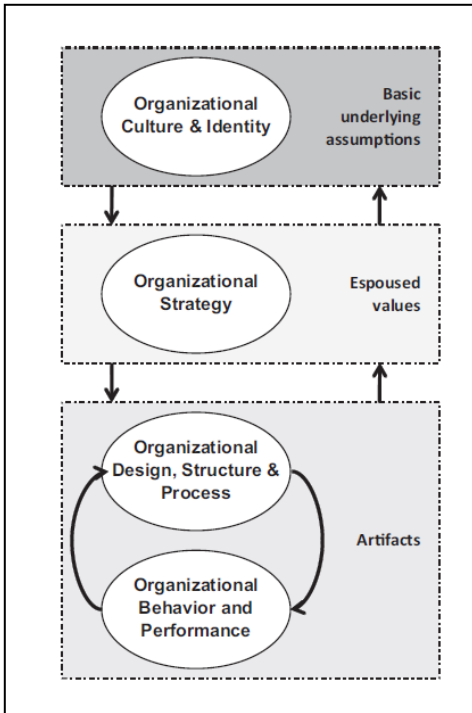 Organizational
Culture & Identity
Basic
underlying
assumptions
Organizational
Strategy
Espoused
values
Organizational
Design, Structure &
Process
Artifacts
Organizational
Behavior and
Performance